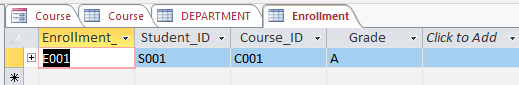 Course Course DEPARTMENT Enrollment
Enrollment_ Student_ID Course_ID Grade Click to Add
E001 S001 C001 A